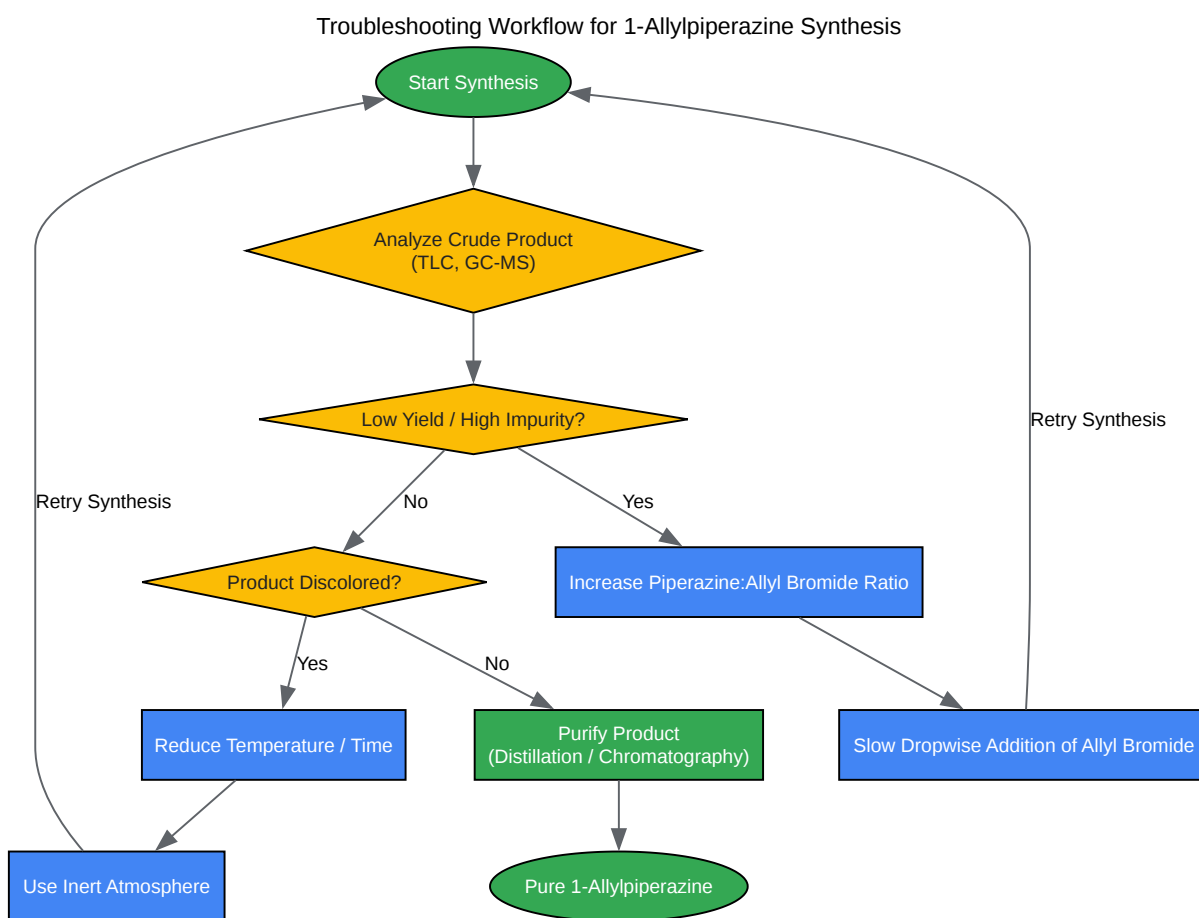 Troubleshooting Workflow for 1-Allylpiperazine Synthesis
Start Synthesis
Analyze Crude Product
(TLC, GC-MS)
Low Yield / High Impurity?
Retry Synthesis
Retry Synthesis
No
Yes
Product Discolored?
Increase Piperazine:Allyl Bromide Ratio
Yes
No
Reduce Temperature / Time
Purify Product
(Distillation / Chromatography)
Slow Dropwise Addition of Allyl Bromide
Use Inert Atmosphere
Pure 1-Allylpiperazine